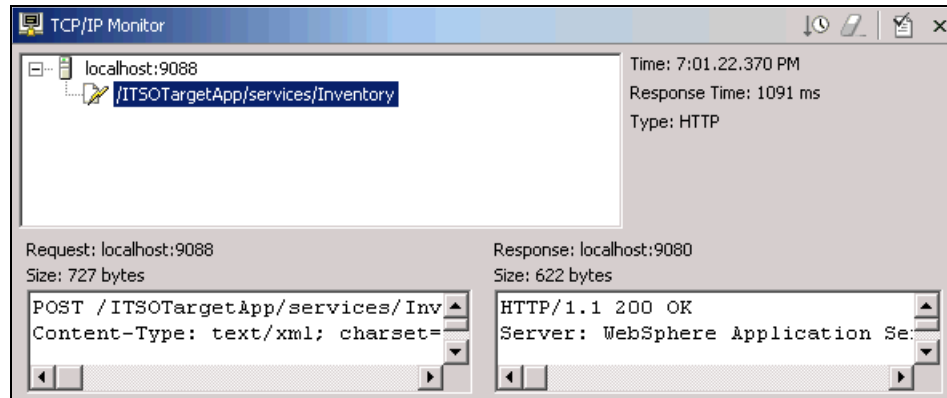 TCP/IP Monitor
localhost:9088
/ITSOTargetApp/services/Inventory
Time: 7:01.22.370 PM
Response Time: 1091 ms
Type: HTTP
Request: localhost:9088
Size: 727 bytes
POST /ITSOTargetApp/services/Inv
Content-Type: text/xml; charset=
Response: localhost:9080
Size: 622 bytes
HTTP/1.1 200 OK
Server: WebSphere Application Se